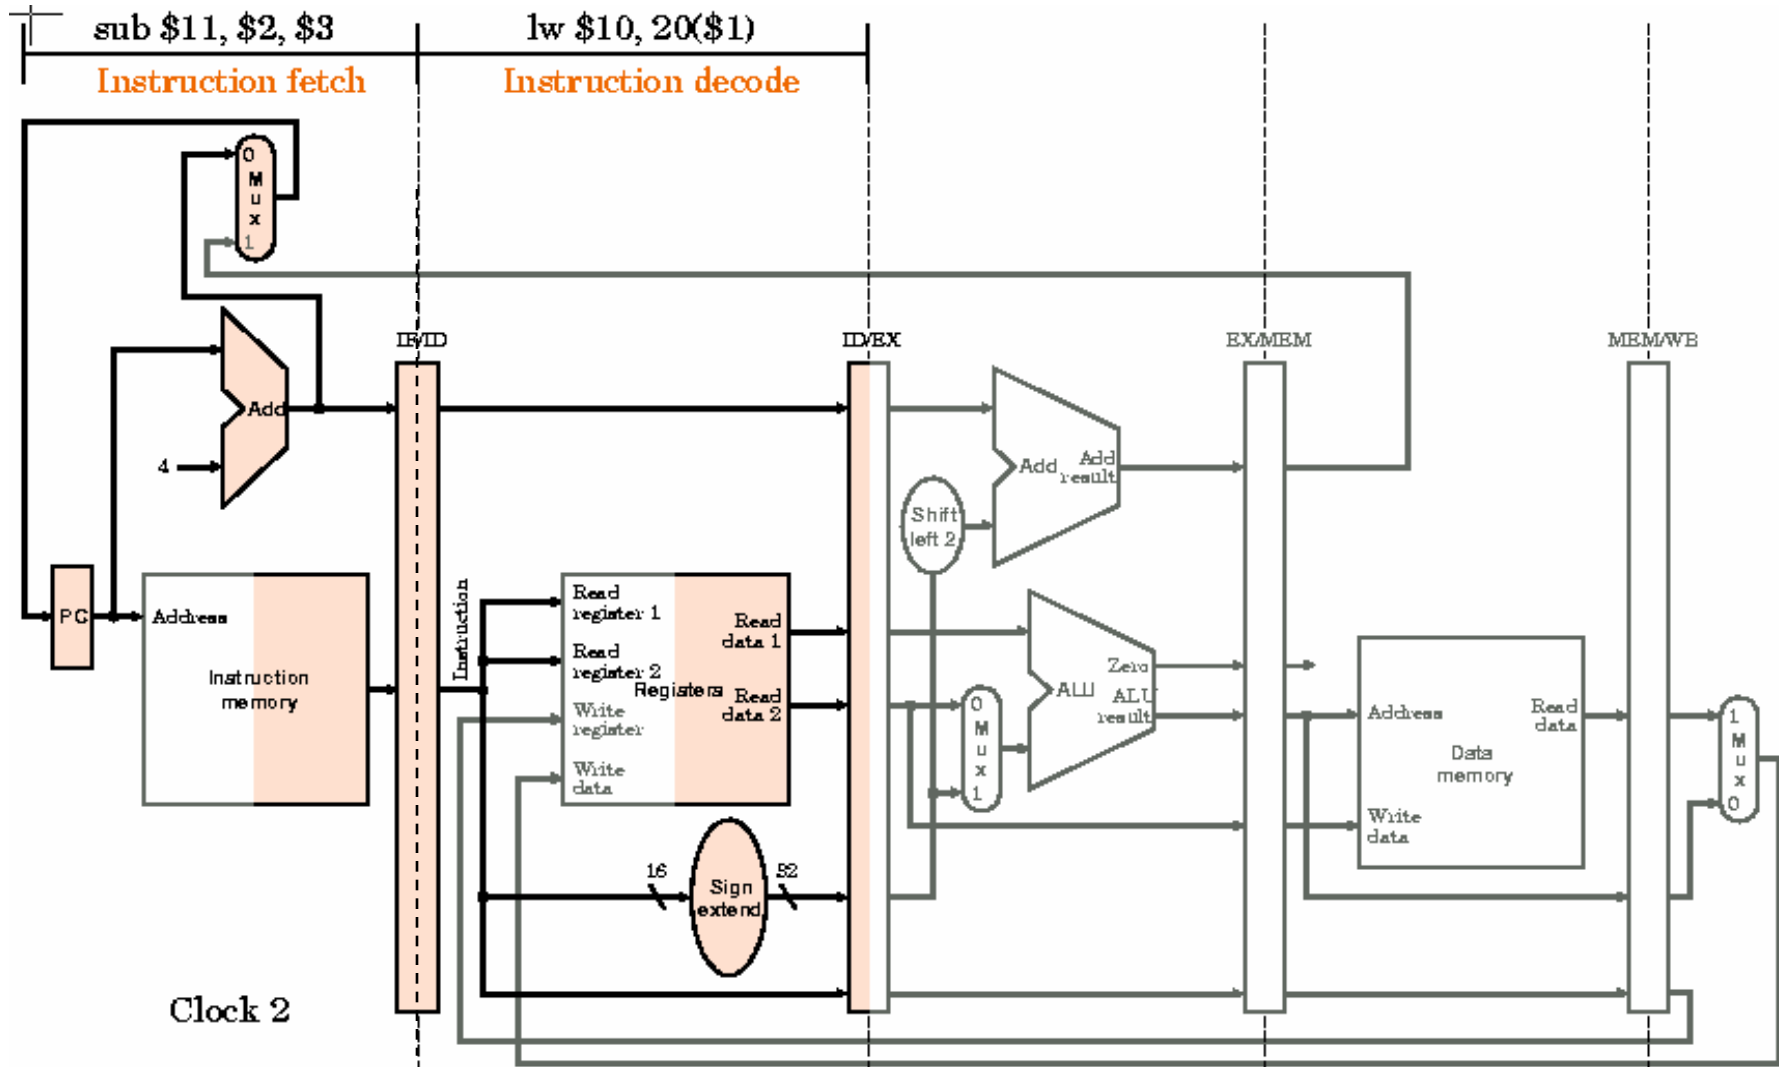 sub $11, $2, $3
lw $10, 20($1)
Instruction fetch
Instruction decode
0
M
u
x
1
IF/ID
ID/EX
EX/MEM
MEM/WB
Add
4
Add
Add
result
Shift
left 2
PC
Address
Instruction
memory
Instruction
Read
register 1
Read
register 2
Write
register
Write
data
Registers
Read
data 1
Read
data 2
0
M
u
x
1
ALU
Zero
ALU
result
Address
Read
data
Data
memory
Write
data
1
M
u
x
0
16
Sign
extend
32
Clock 2